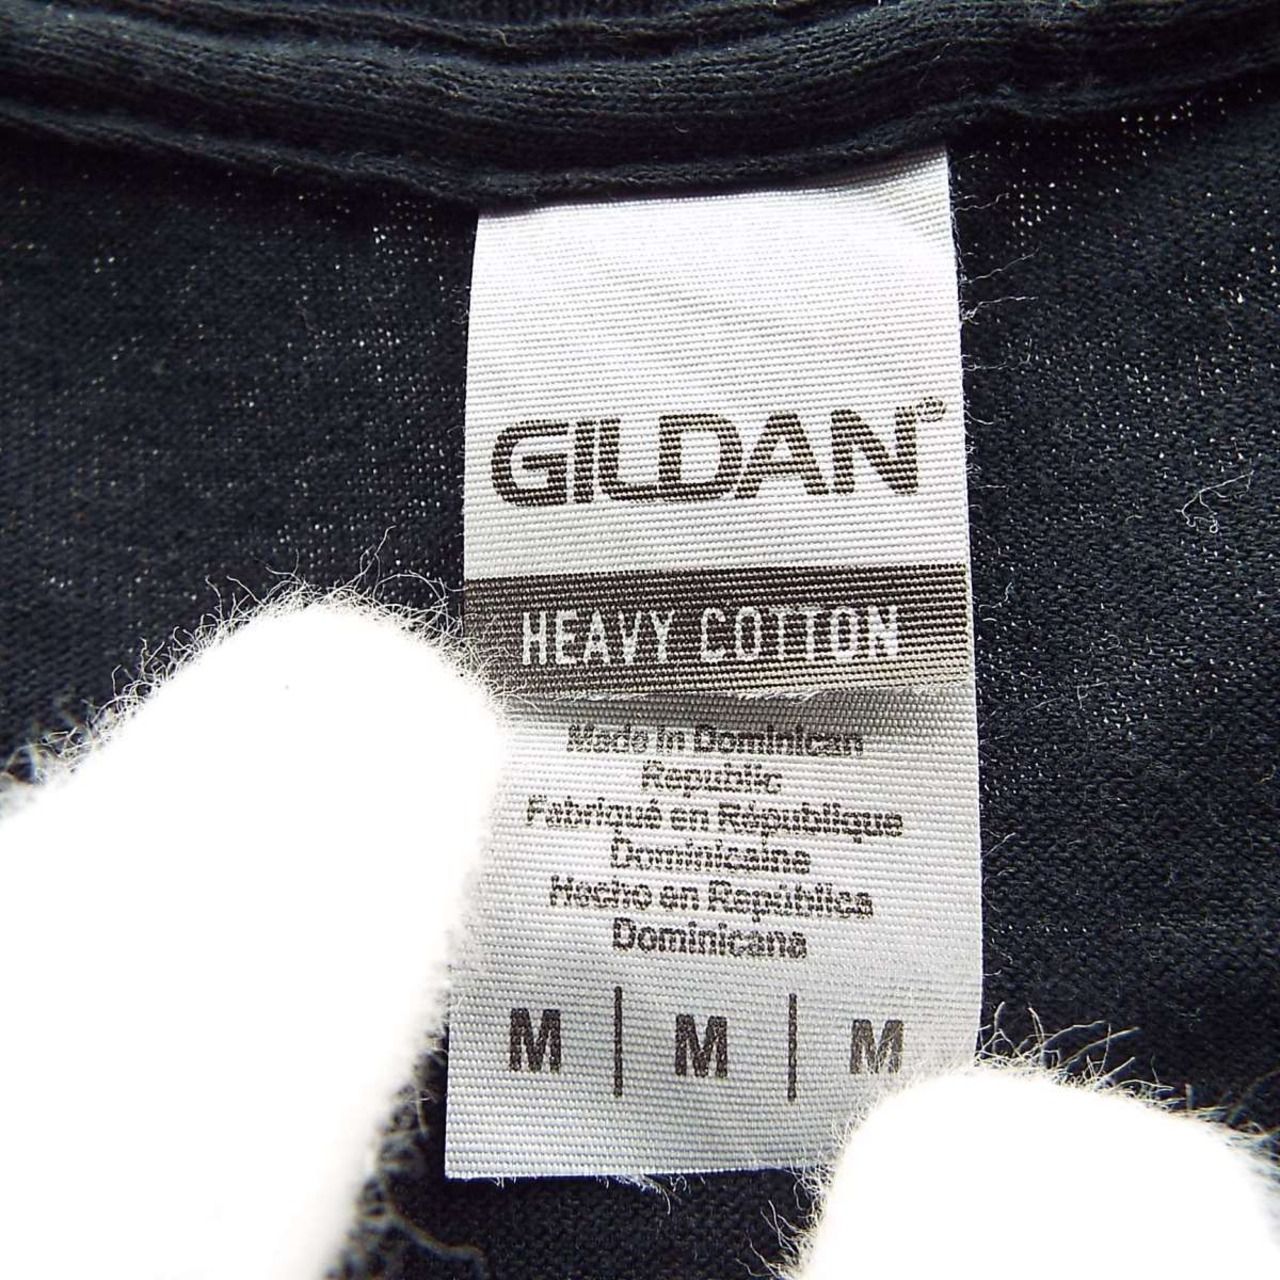 GILDAN®
HEAVY COTTON
Made in Dominican
Republic
Fabriqué en République
Dominicaine
Hecho en República
Dominicana
M | M | M